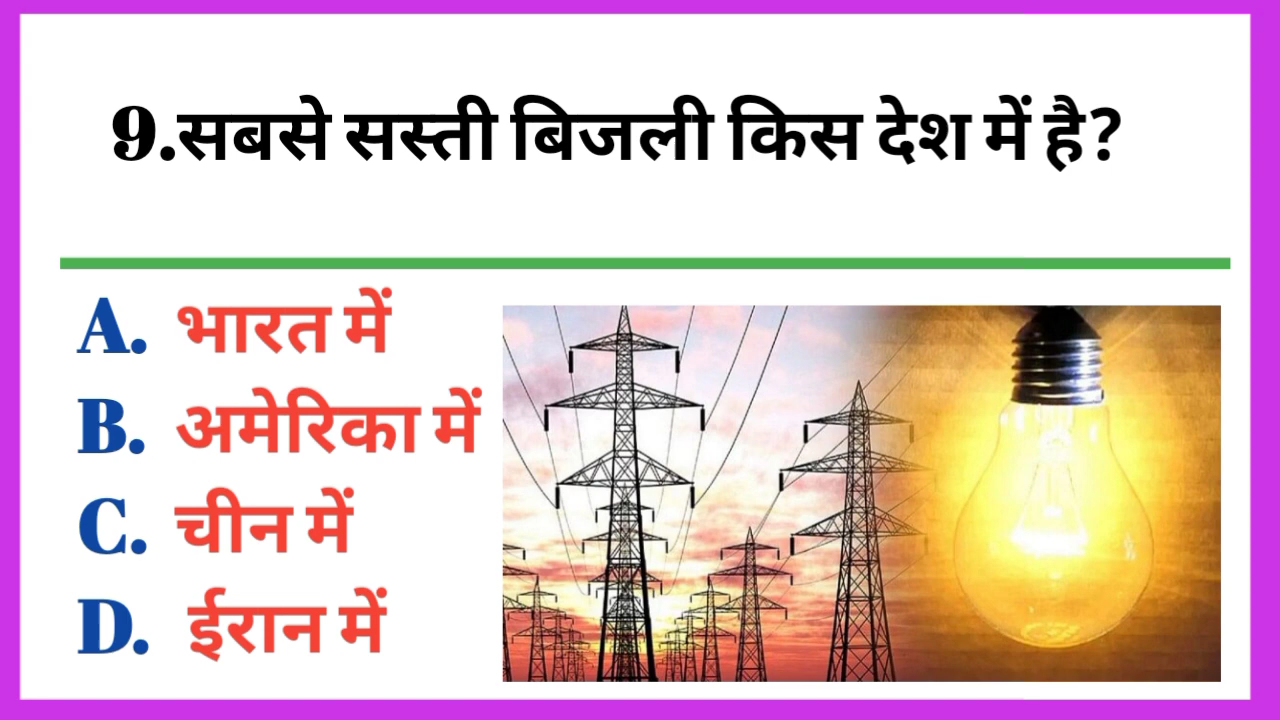 9.सबसे सस्ती बिजली किस देश में है?
A. भारत में
B. अमेरिका में
C. चीन में
D. ईरान में